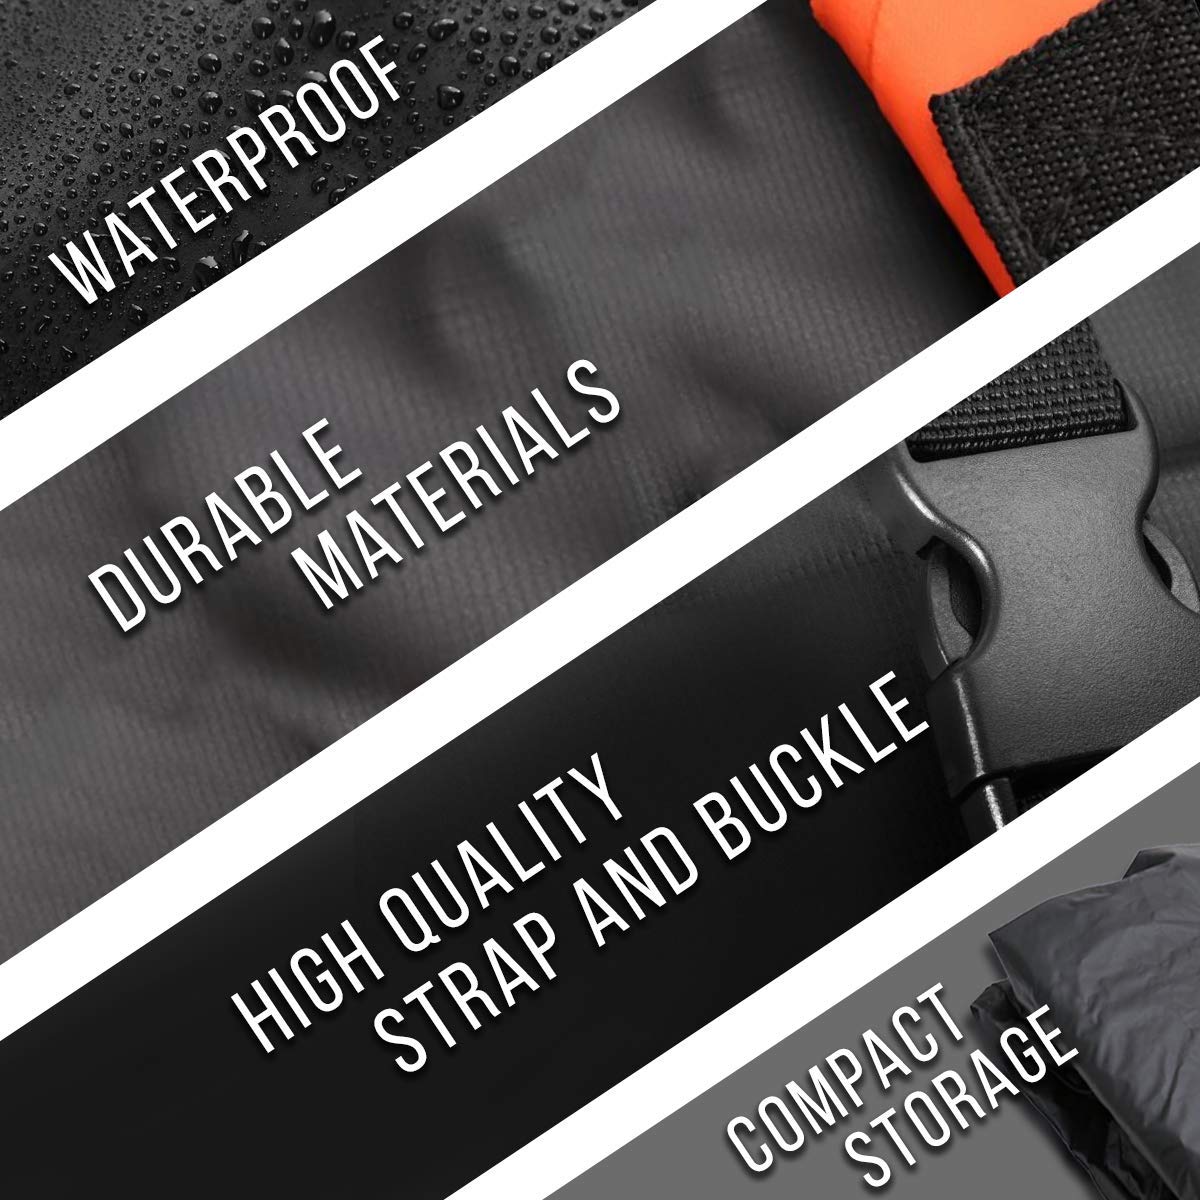 WATERPROOF
DURABLE
MATERIALS
HIGH QUALITY
STRAP AND BUCKLE
COMPACT
STORAGE